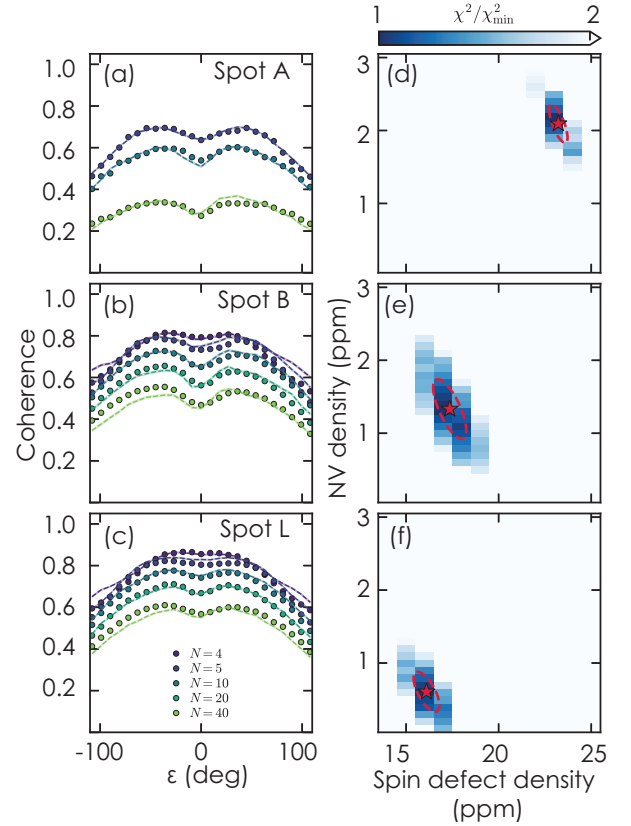 1 χ²/χ²min 2
1.0 (a) Spot A
0.8
0.6
0.4
0.2
(d)
3
2
1
1.0 (b) Spot B
0.8
0.6
0.4
0.2
Coherence
(e)
3
2
1
NV density (ppm)
1.0 (c) Spot L
0.8
0.6
0.4
0.2
N = 4
N = 5
N = 10
N = 20
N = 40
-100 0 100
ε (deg)
(f)
3
2
1
15 20 25
Spin defect density
(ppm)